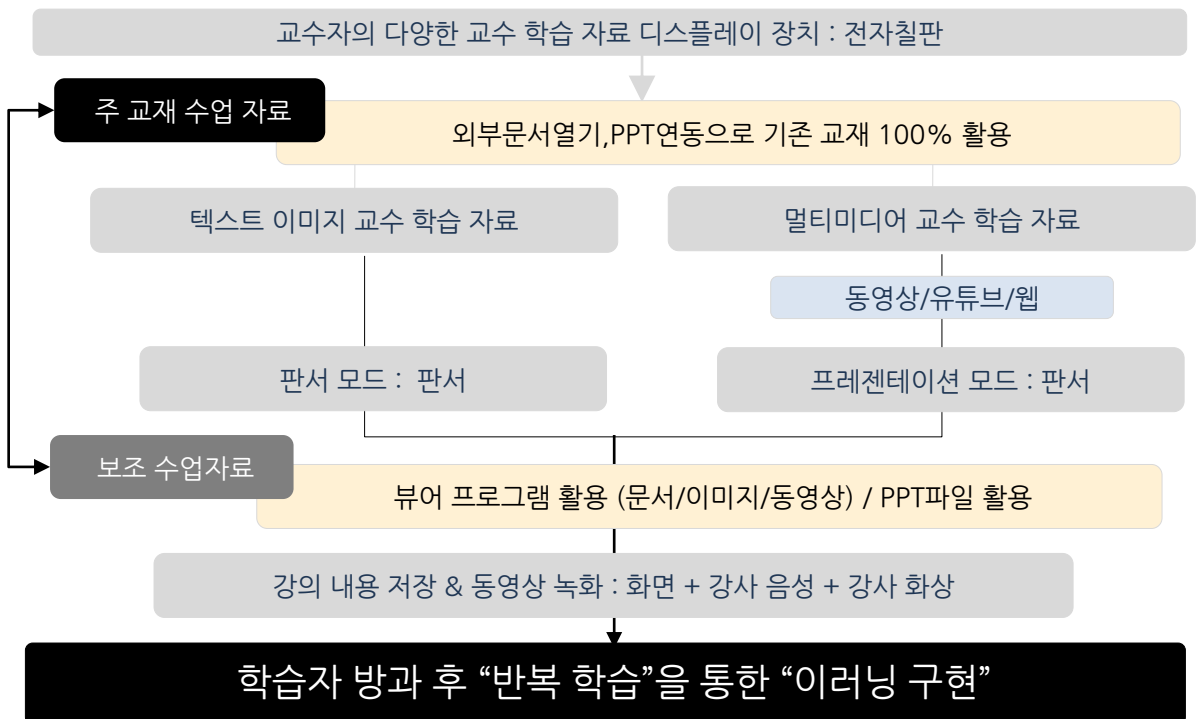 교수자의 다양한 교수 학습 자료 디스플레이 장치 : 전자칠판
주 교재 수업 자료
외부문서열기,PPT연동으로 기존 교재 100% 활용
텍스트 이미지 교수 학습 자료
멀티미디어 교수 학습 자료
동영상/유튜브/웹
판서 모드 : 판서
프레젠테이션 모드 : 판서
보조 수업자료
뷰어 프로그램 활용 (문서/이미지/동영상) / PPT파일 활용
강의 내용 저장 & 동영상 녹화 : 화면 + 강사 음성 + 강사 화상
학습자 방과 후 “반복 학습”을 통한 “이러닝 구현”